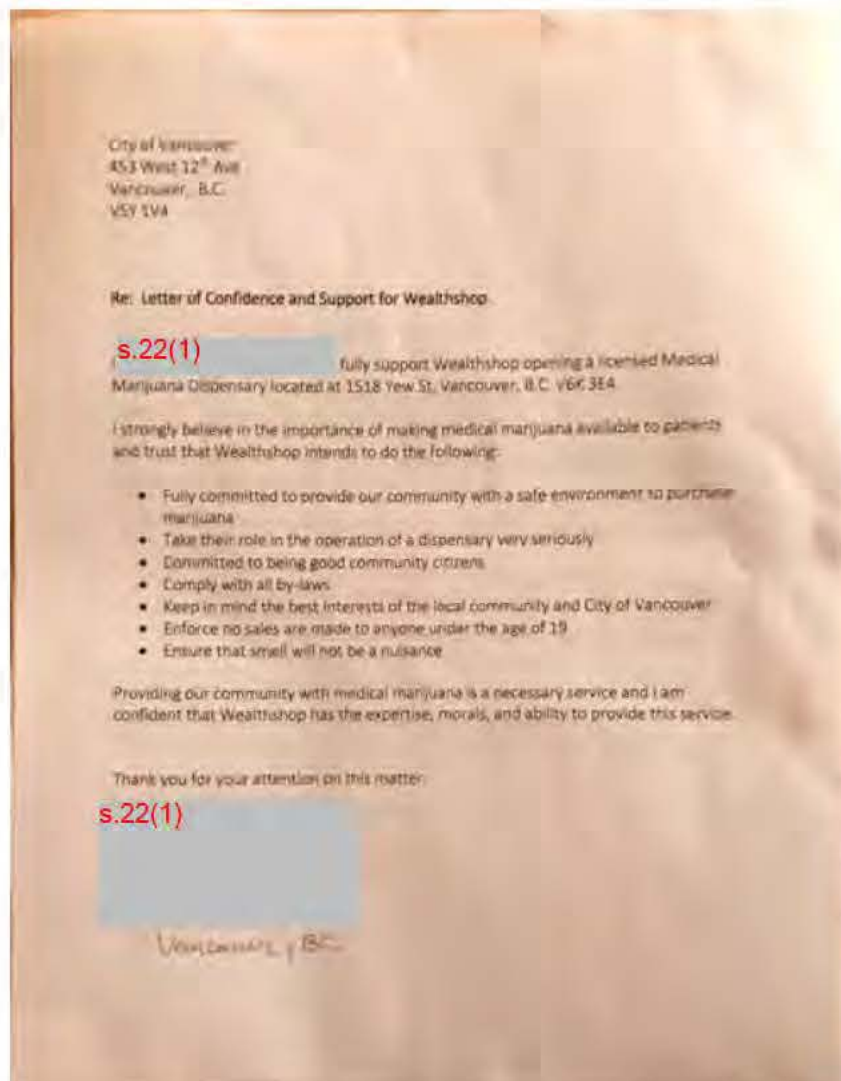 City of Vancouver
453 West 12th Ave
Vancouver, B.C.
V5Y 1V4
Re: Letter of Confidence and Support for Wealthshop
I s.22(1) fully support Wealthshop opening a licensed Medical
Marijuana Dispensary located at 1518 Yew St, Vancouver, B.C. V6K 3E4
I strongly believe in the importance of making medical marijuana available to patients
and trust that Wealthshop intends to do the following:
• Fully committed to provide our community with a safe environment to purchase
marijuana
• Take their role in the operation of a dispensary very seriously
• Committed to being good community citizens
• Comply with all by-laws
• Keep in mind the best interests of the local community and City of Vancouver
• Enforce no sales are made to anyone under the age of 19
• Ensure that smell will not be a nuisance
Providing our community with medical marijuana is a necessary service and I am
confident that Wealthshop has the expertise, morals, and ability to provide this service.
Thank you for your attention on this matter.
s.22(1)
Vancouver, BC